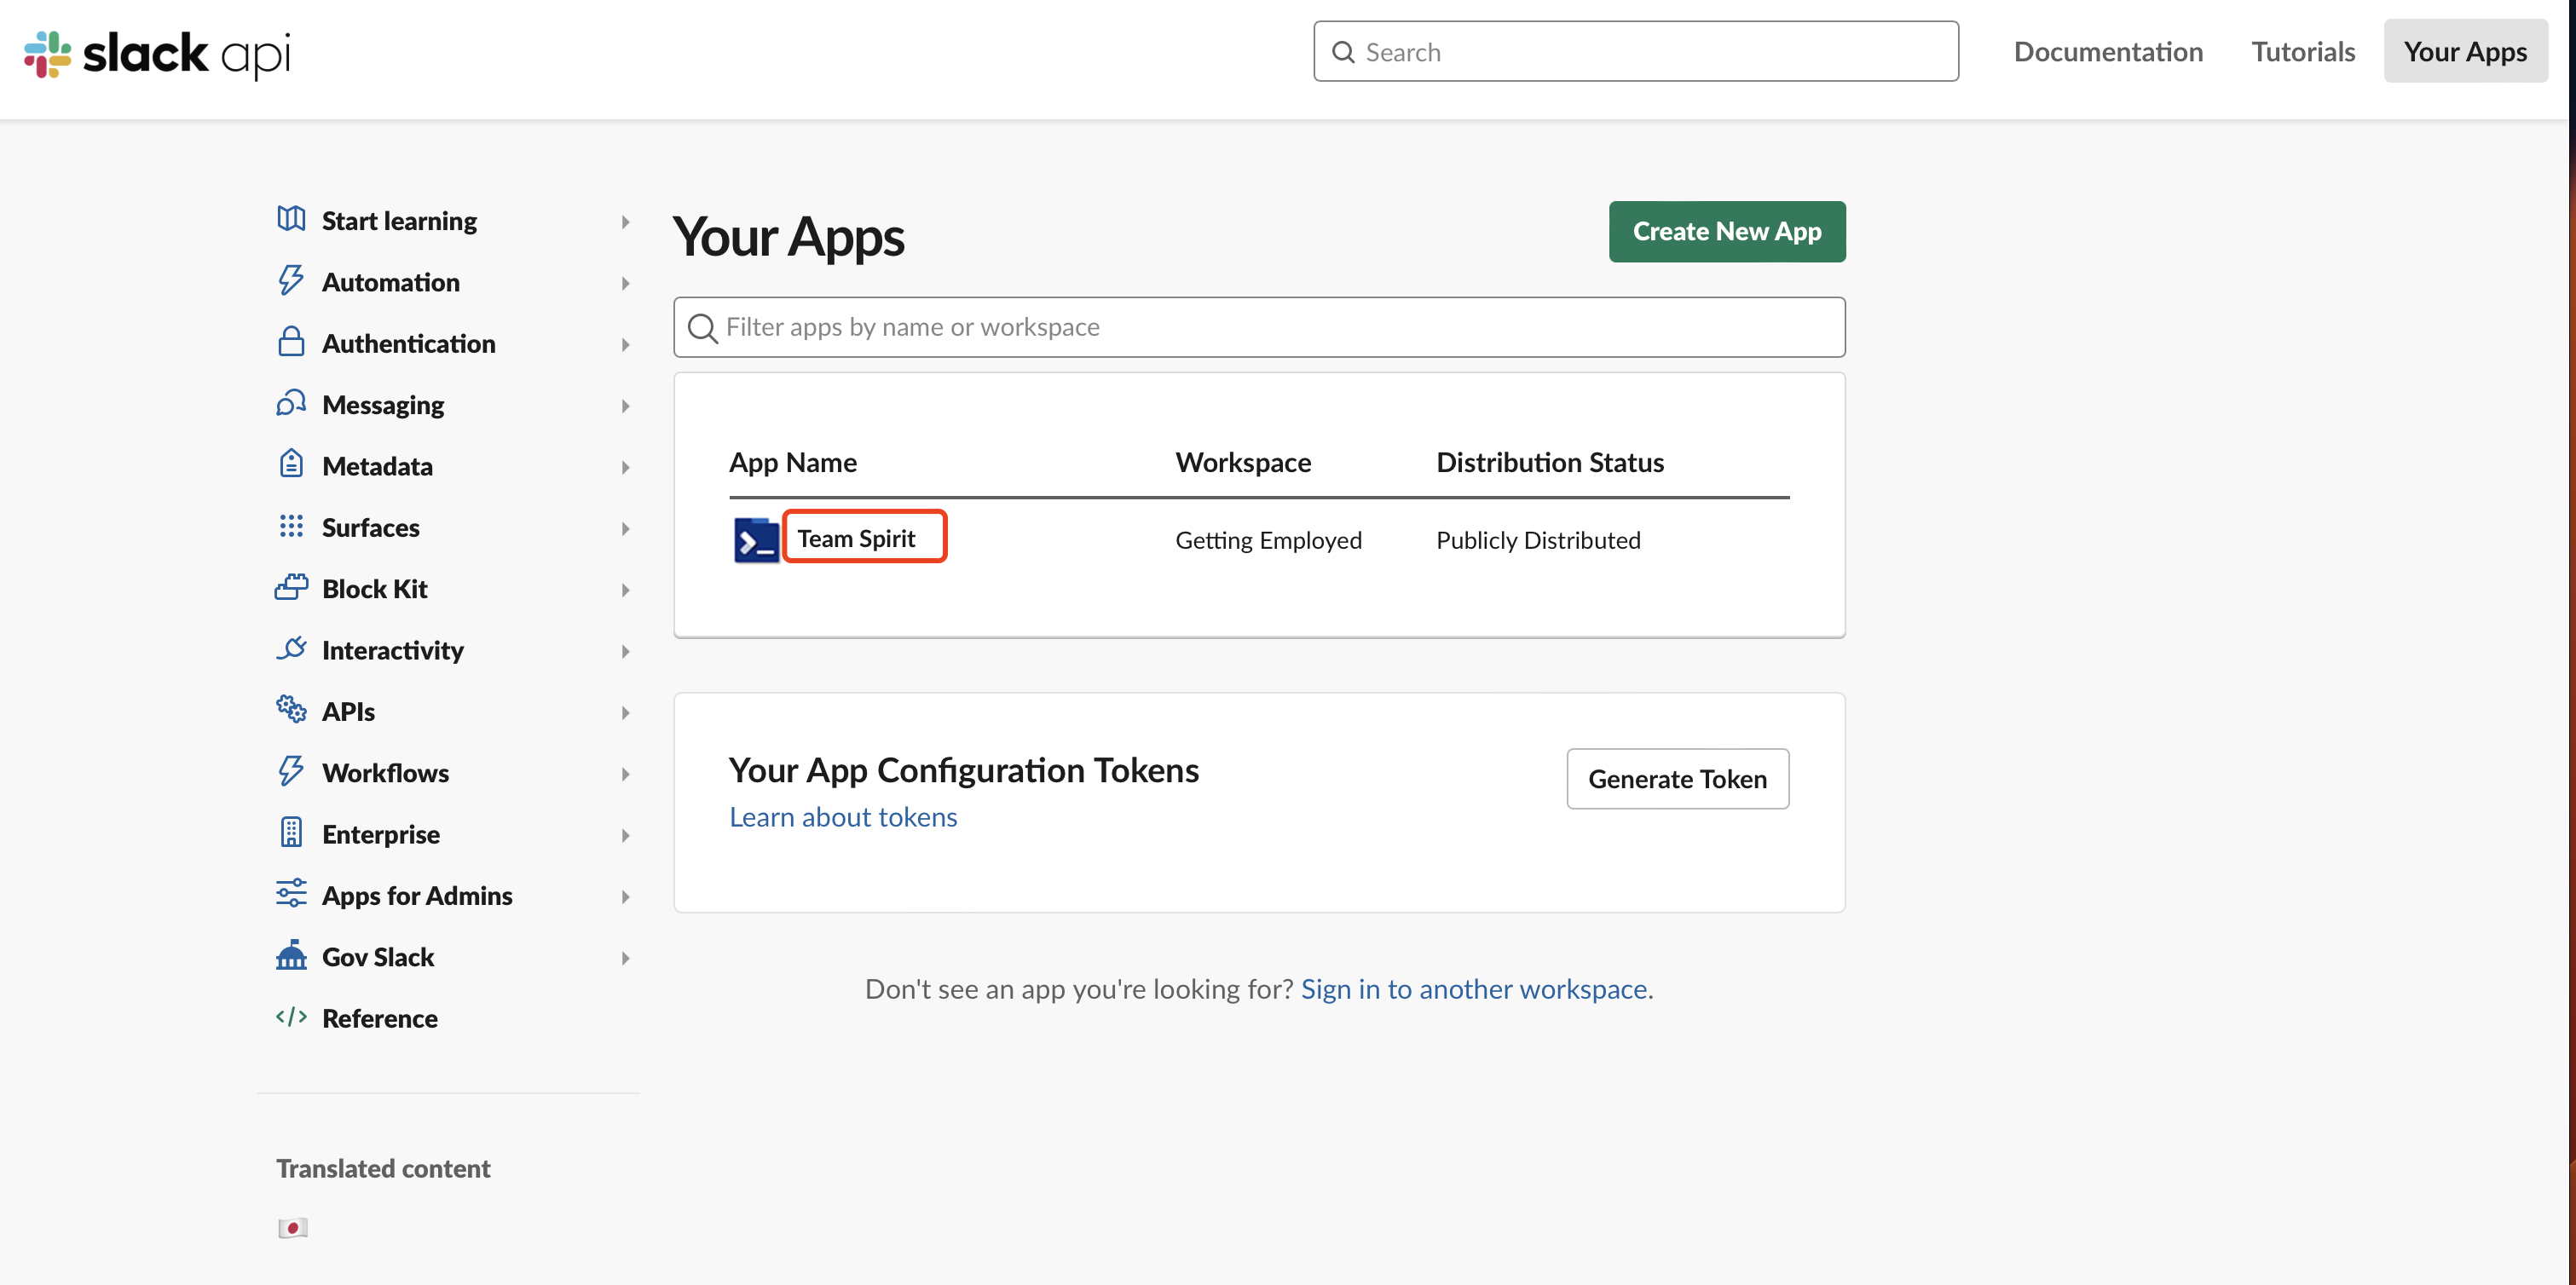 slack api
Search
Documentation
Tutorials
Your Apps
Start learning
Automation
Authentication
Messaging
Metadata
Surfaces
Block Kit
Interactivity
APIs
Workflows
Enterprise
Apps for Admins
Gov Slack
Reference
Translated content
Your Apps
Create New App
Filter apps by name or workspace
App Name Workspace Distribution Status
Team Spirit Getting Employed Publicly Distributed
Your App Configuration Tokens
Learn about tokens
Generate Token
Don't see an app you're looking for? Sign in to another workspace.